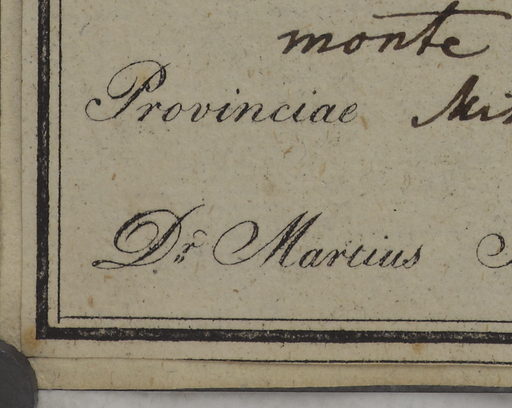 monte
Provinciae
Dr. Martius